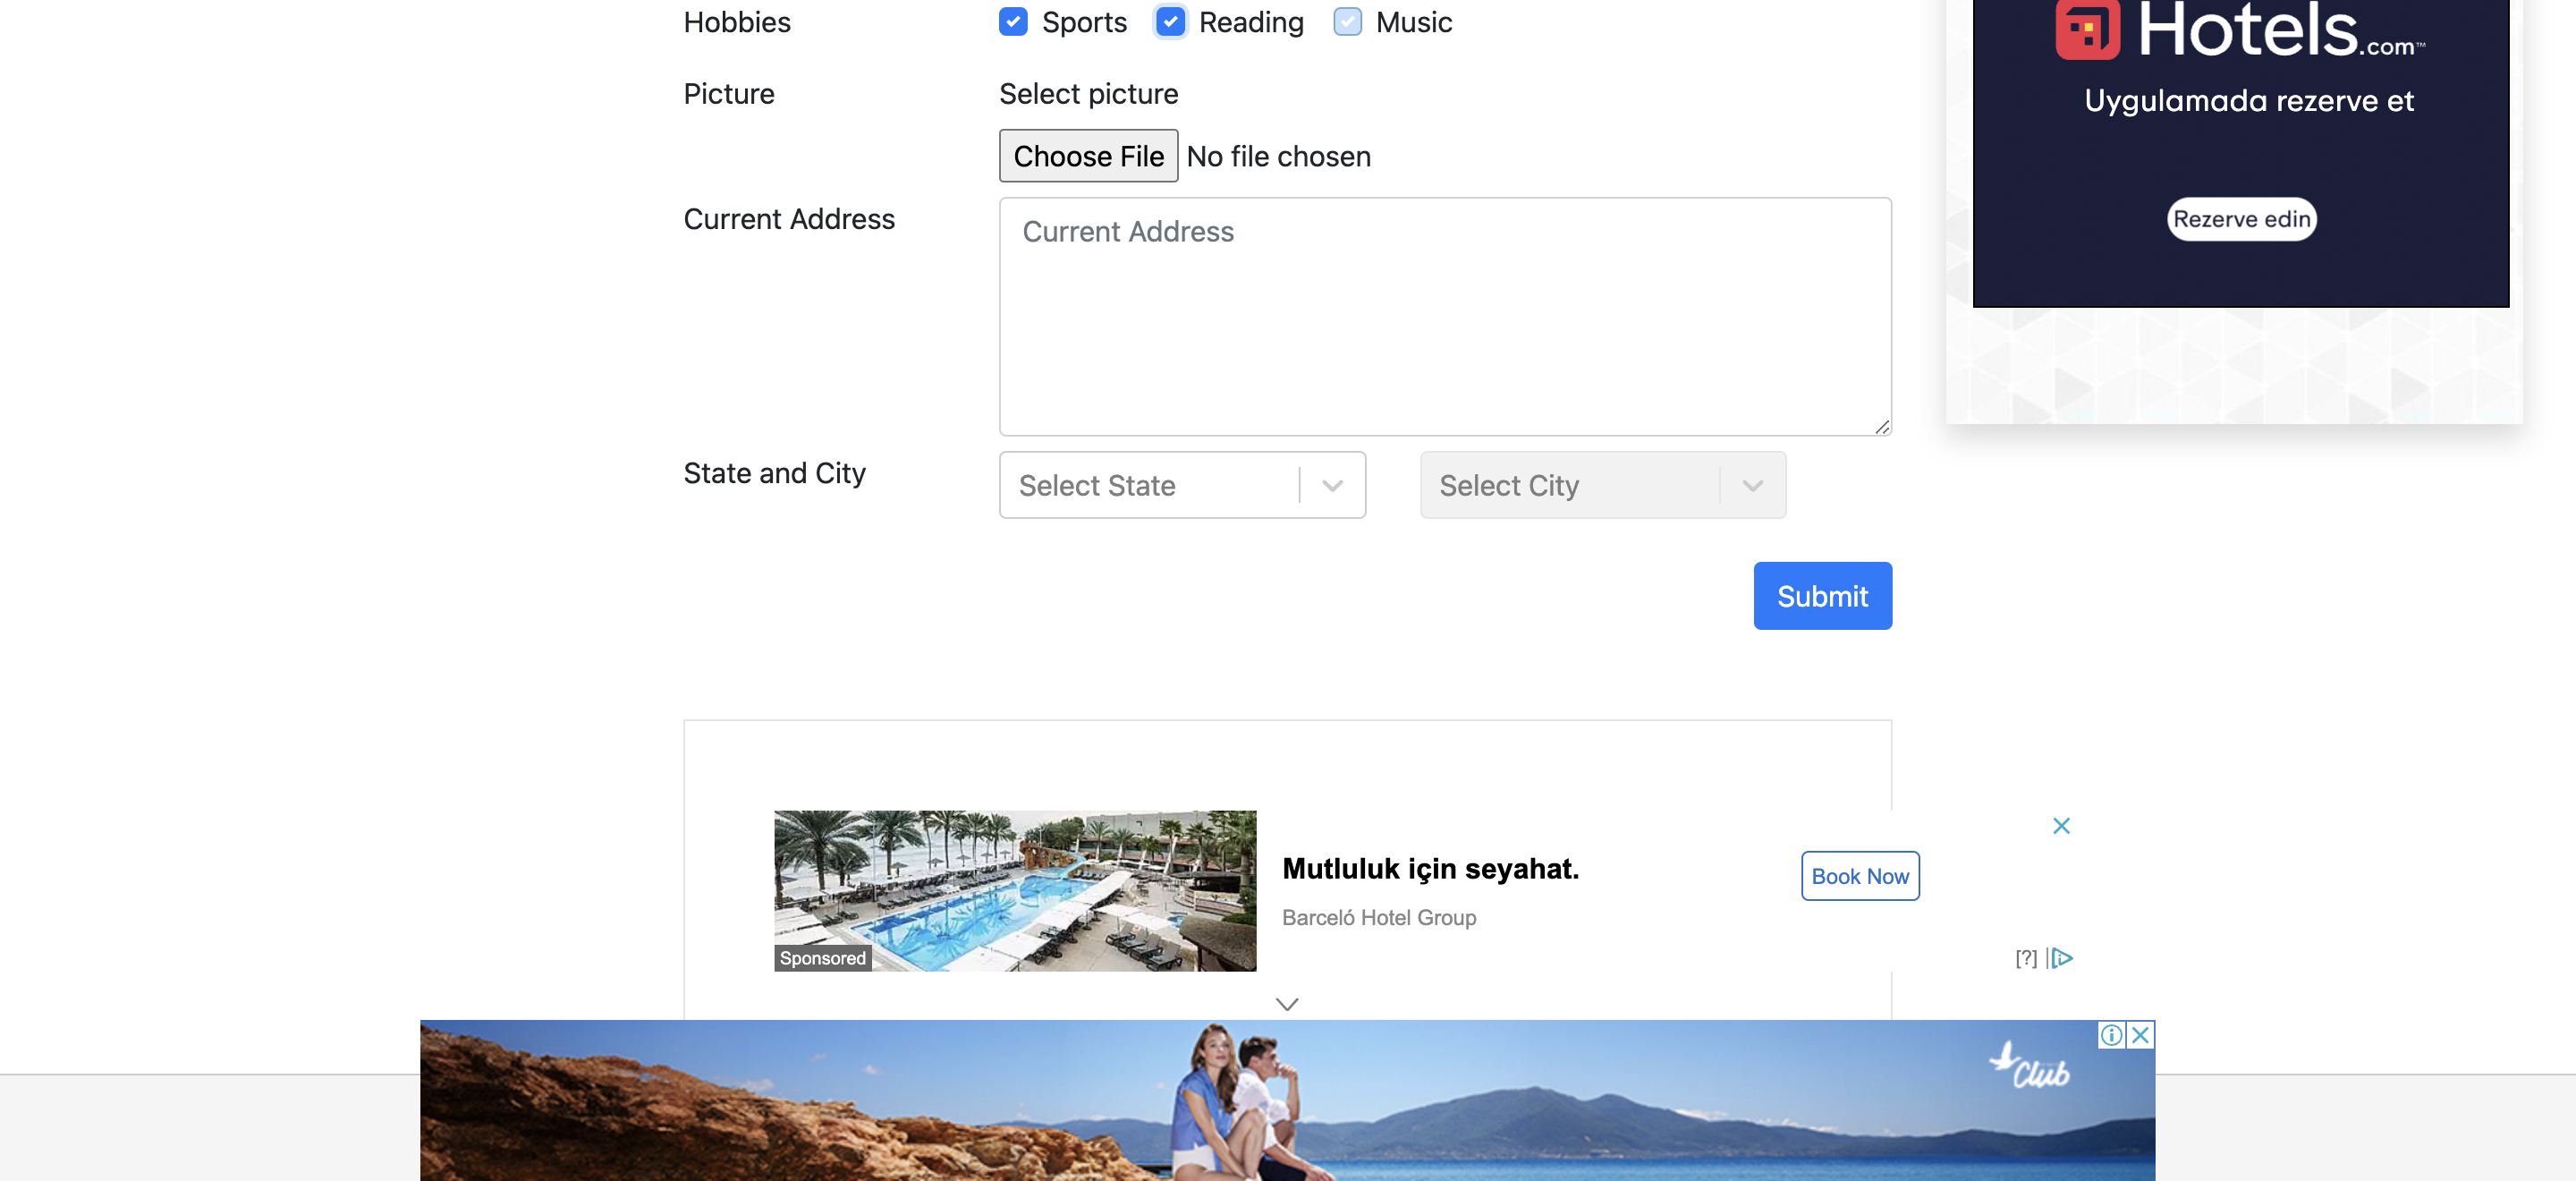 Hobbies
Sports
Reading
Music
Picture
Select picture
Choose File No file chosen
Current Address
Current Address
State and City
Select State
Select City
Submit
Hotels.com™
Uygulamada rezerve et
Rezerve edin
Mutluluk için seyahat.
Barceló Hotel Group
Book Now
Sponsored
[?]
Club